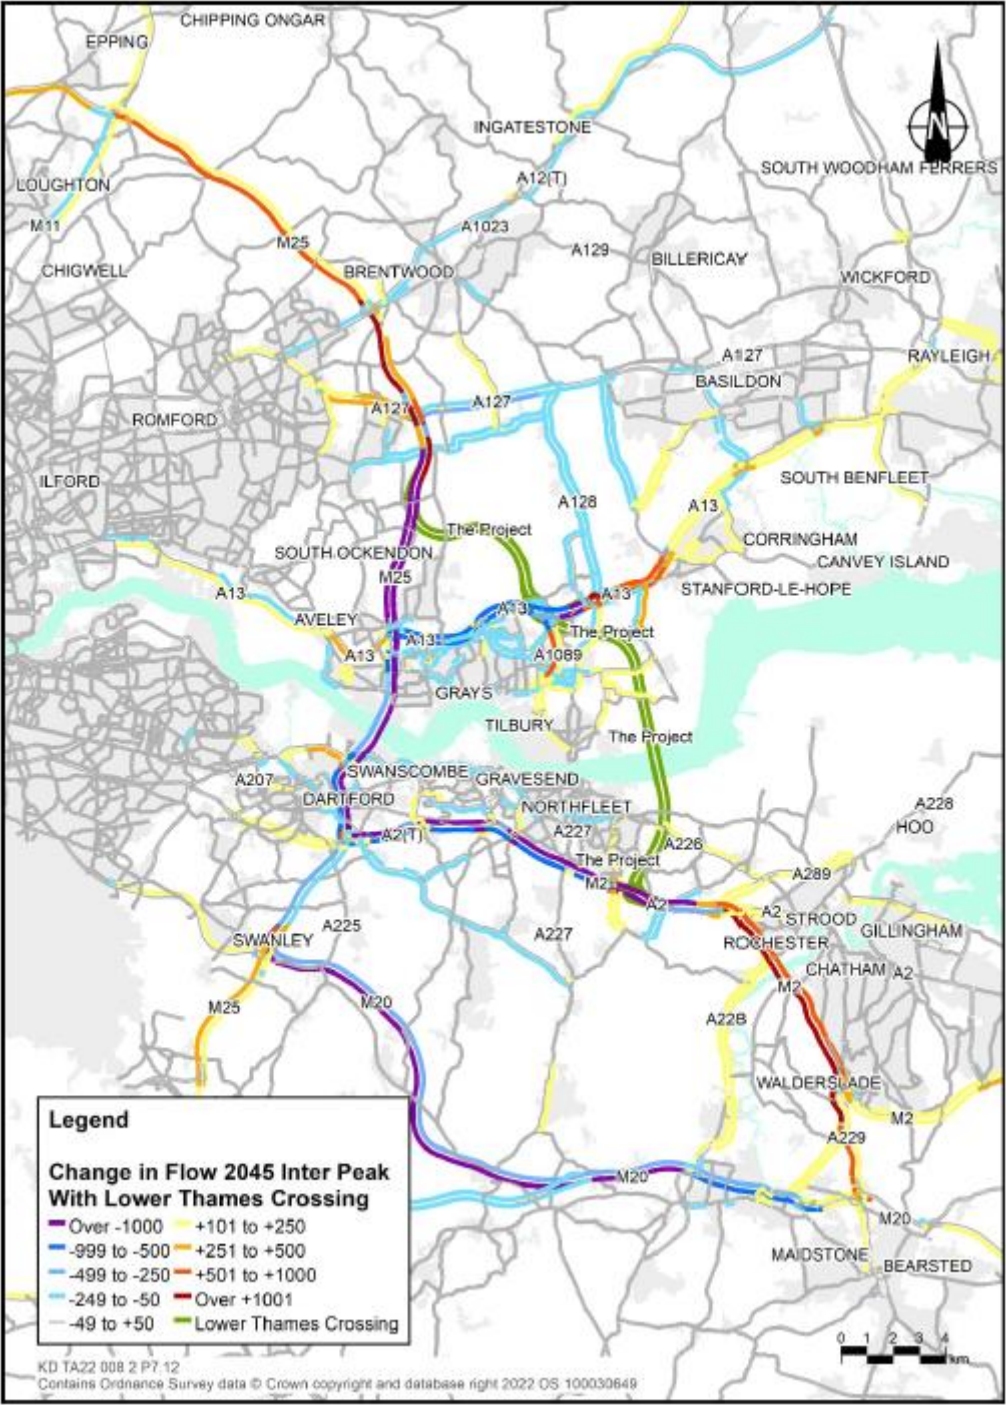 CHIPPING ONGAR
EPPING
N
INGATESTONE
SOUTH WOODHAM FERRERS
LOUGHTON
A12(T)
M11
A1023
M25
A129
BILLERICAY
CHIGWELL
BRENTWOOD
WICKFORD
A127
RAYLEIGH
BASILDON
A127
A127
ROMFORD
ILFORD
SOUTH BENFLEET
A128
A13
The Project
CORRINGHAM
SOUTH OCKENDON
CANVEY ISLAND
M25
STANFORD-LE-HOPE
A13
A13
A13
AVELEY
The Project
A13
A13
A1089
GRAYS
TILBURY
The Project
SWANSCOMBE
GRAVESEND
A207
DARTFORD
NORTHFLEET
A228
HOO
A2(T)
A227
A226
The Project
A289
M2
A2
A2
STROOD
GILLINGHAM
A225
A227
SWANLEY
ROCHESTER
CHATHAM
A2
M2
M20
M25
A22B
WALDERSLADE
M2
A229
M20
M20
MAIDSTONE
BEARSTED
Legend
Change in Flow 2045 Inter Peak
With Lower Thames Crossing
Over -1000 +101 to +250
-999 to -500 +251 to +500
-499 to -250 +501 to +1000
-249 to -50 Over +1001
-49 to +50 Lower Thames Crossing
0 1 2 3 4
km
KD TA22 008 2 P7.12
Contains Ordnance Survey data © Crown copyright and database right 2022 OS 100030649